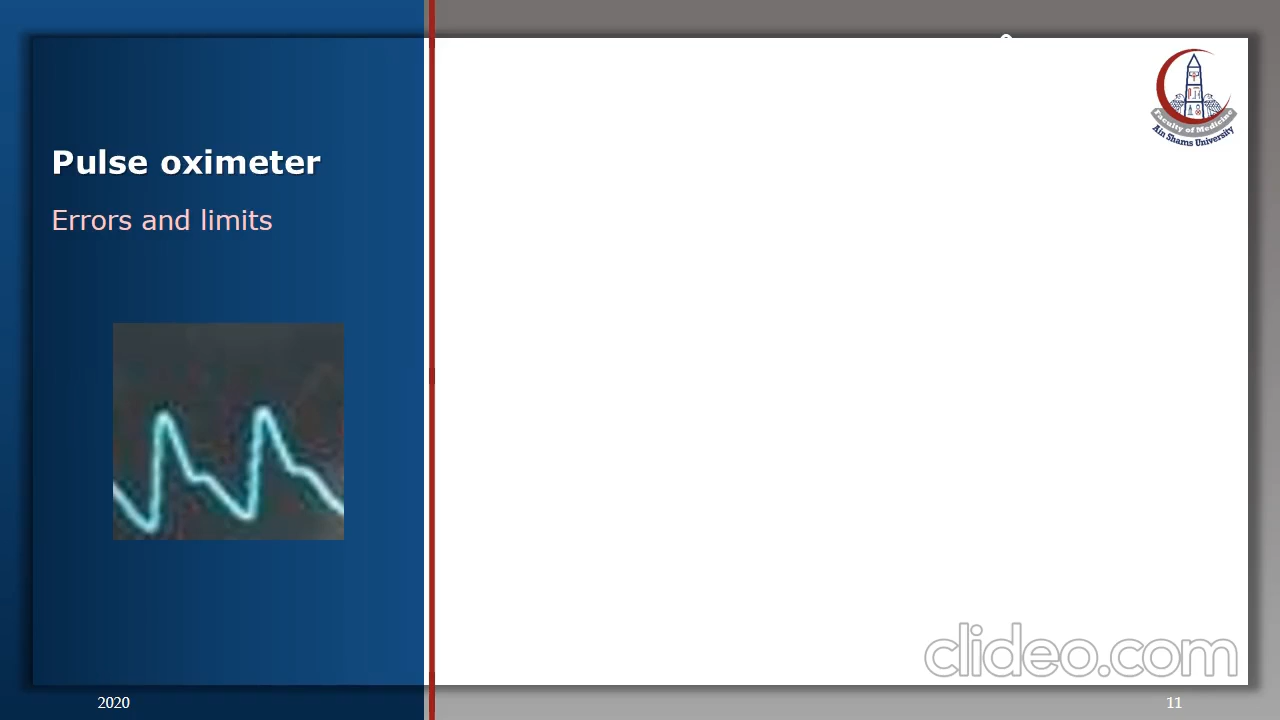 Pulse oximeter
Errors and limits
Faculty of Medicine
Ain Shams University
clideo.com
2020
11